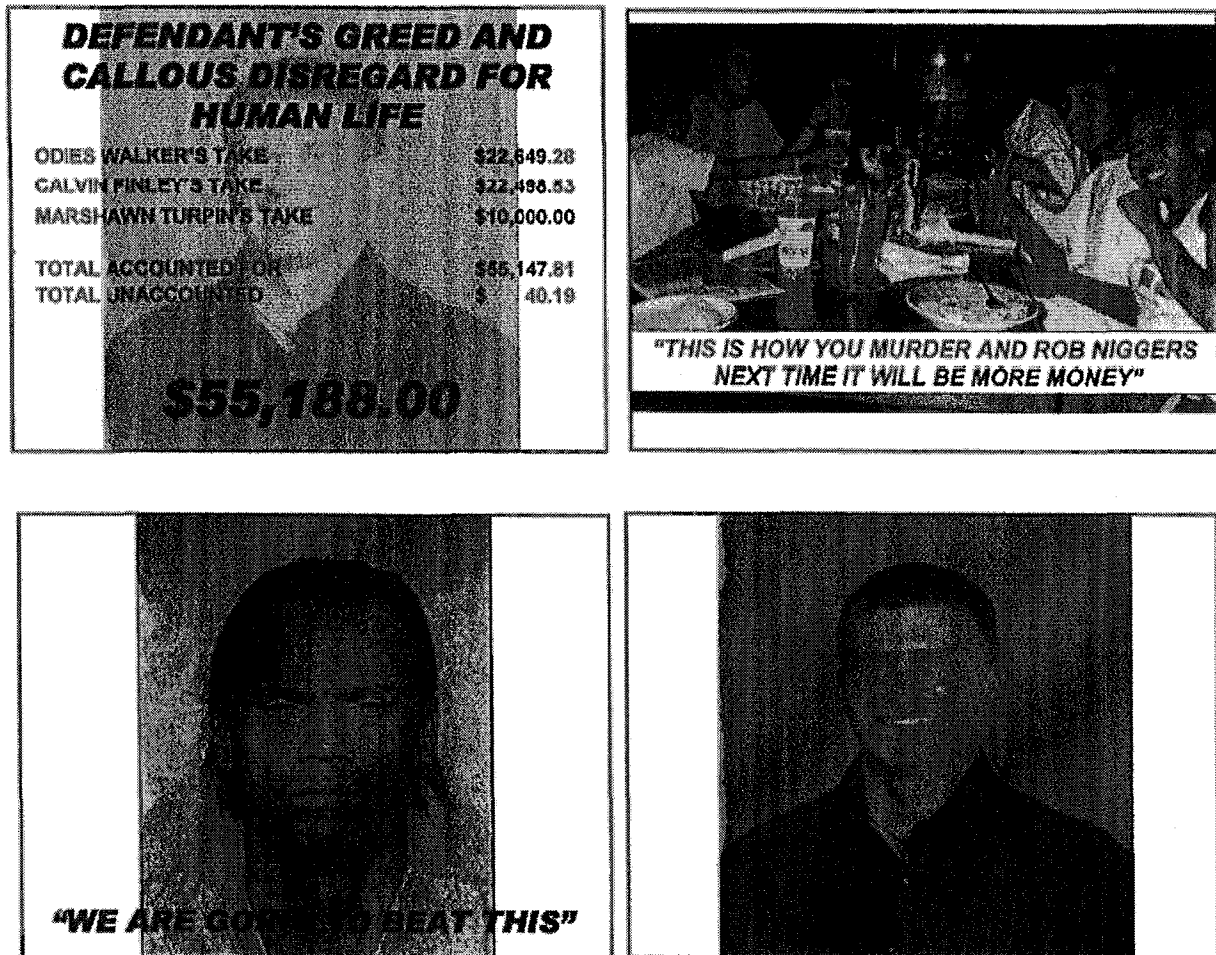 DEFENDANT'S GREED AND
CALLOUS DISREGARD FOR
HUMAN LIFE
ODIES WALKER'S TAKE $22,649.28
CALVIN FINLEY'S TAKE $22,498.53
MARSHAWN TURPIN'S TAKE $10,000.00
TOTAL ACCOUNTED FOR $55,147.81
TOTAL UNACCOUNTED $ 40.19
$55,188.00
"THIS IS HOW YOU MURDER AND ROB NIGGERS
NEXT TIME IT WILL BE MORE MONEY"
"WE ARE GOING TO BEAT THIS"